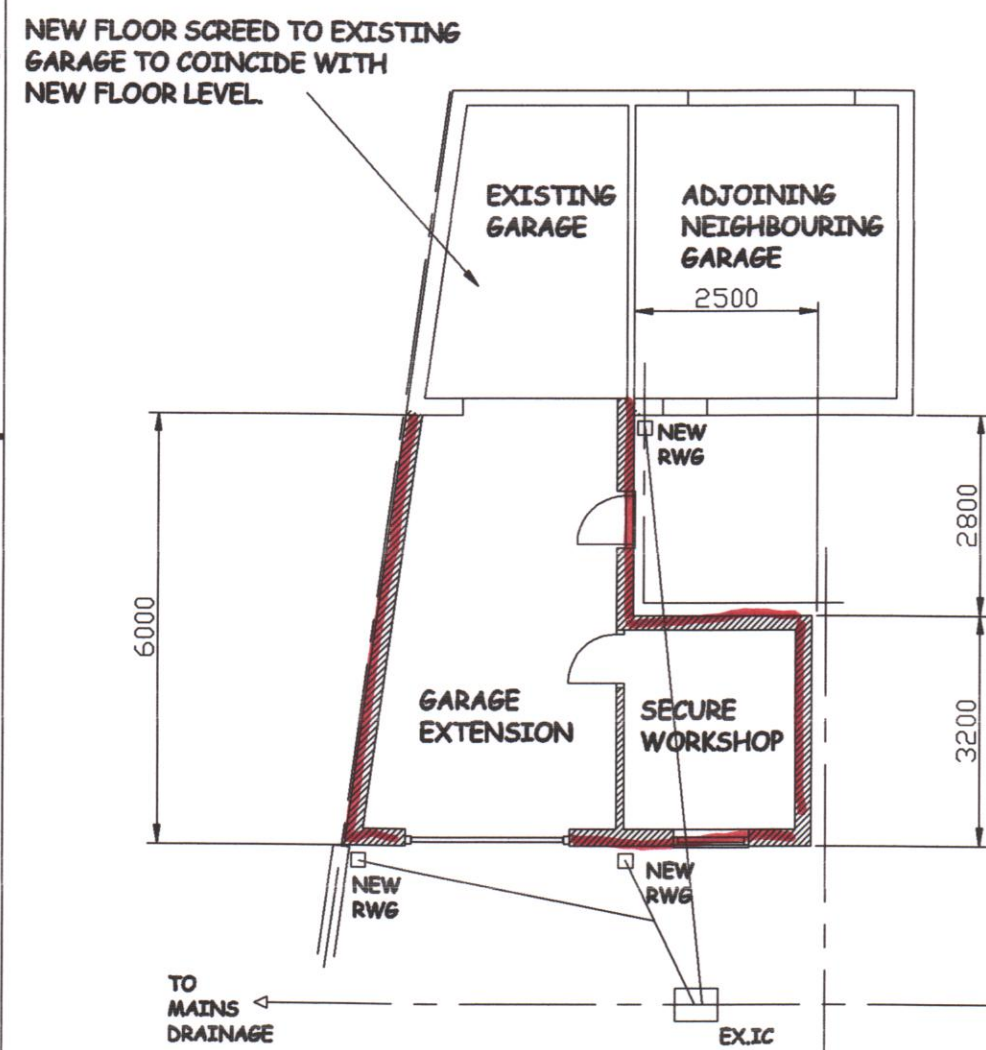 NEW FLOOR SCREED TO EXISTING
GARAGE TO COINCIDE WITH
NEW FLOOR LEVEL.
EXISTING
GARAGE
ADJOINING
NEIGHBOURING
GARAGE
2500
NEW
RWG
2800
6000
GARAGE
EXTENSION
SECURE
WORKSHOP
3200
NEW
RWG
NEW
RWG
TO
MAINS
DRAINAGE
EX.IC